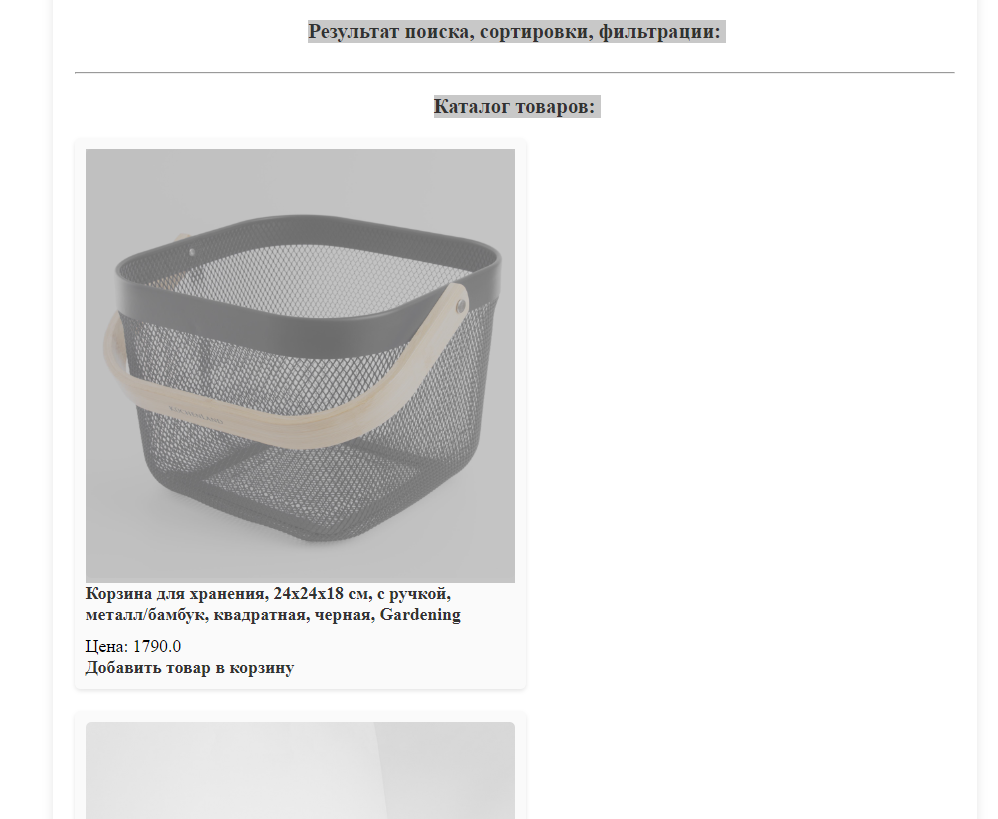 Результат поиска, сортировки, фильтрации:
Каталог товаров:
Корзина для хранения, 24x24x18 см, с ручкой,
металл/бамбук, квадратная, черная, Gardening
Цена: 1790.0
Добавить товар в корзину